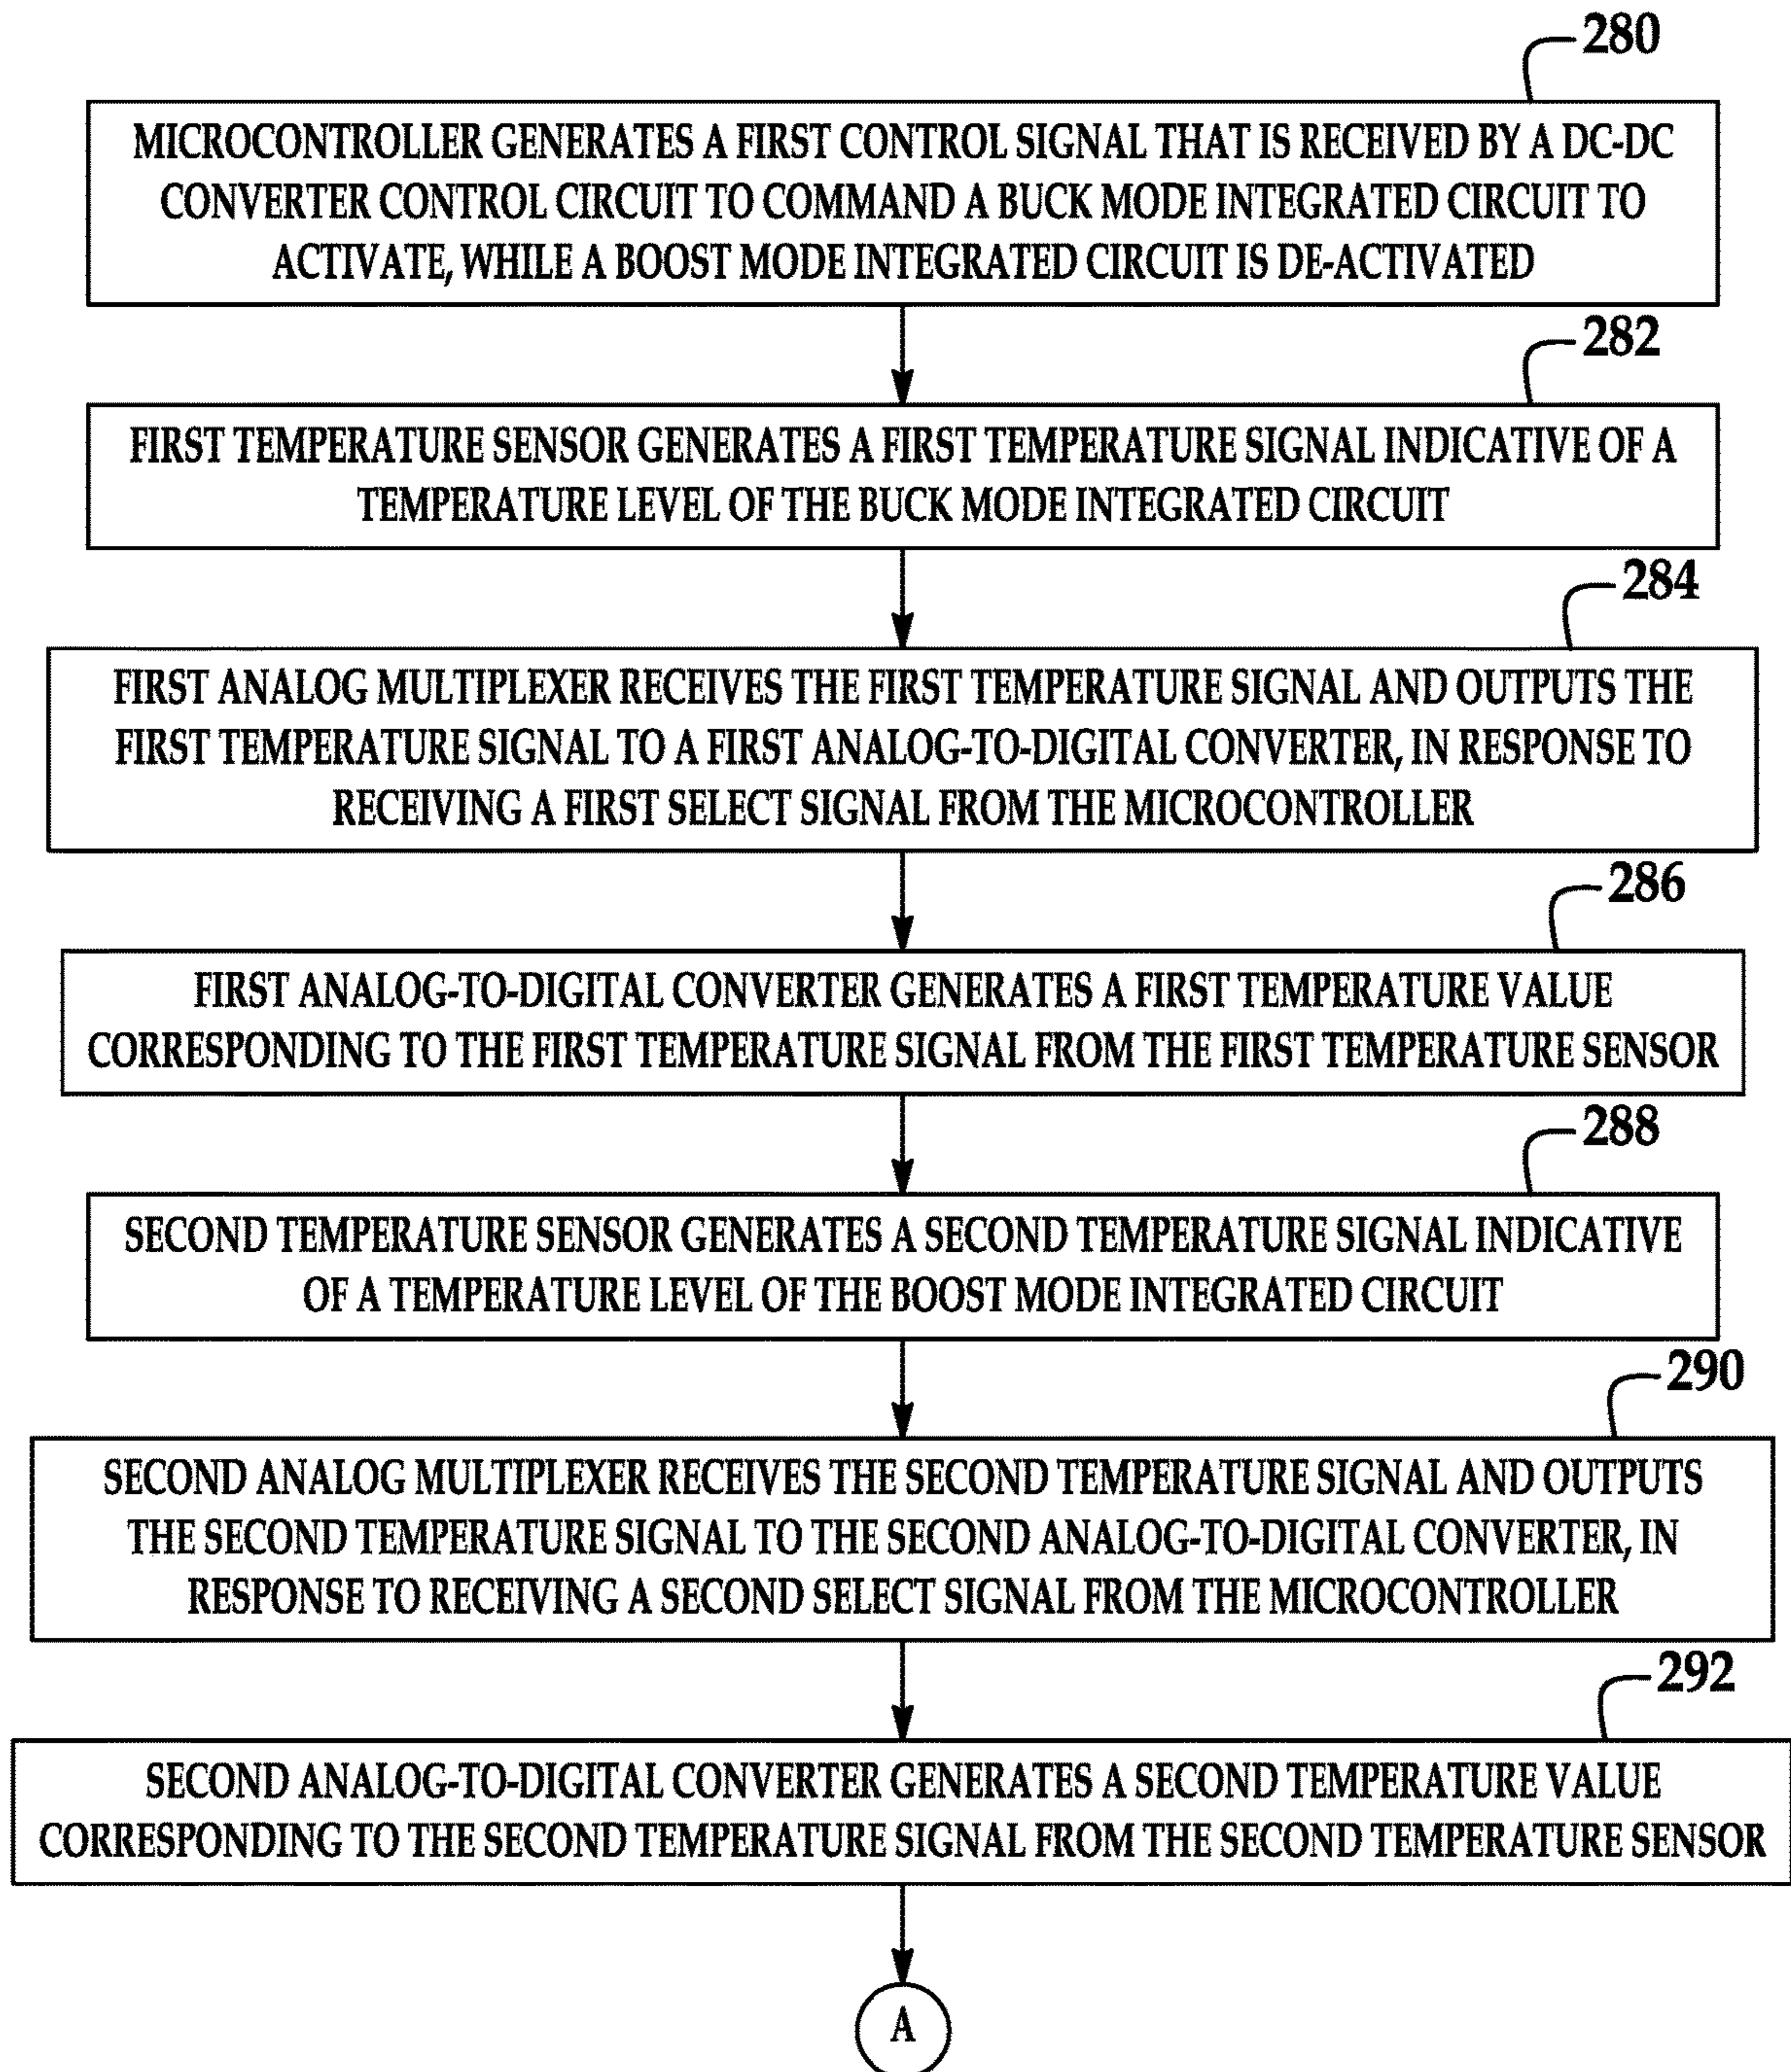 280
MICROCONTROLLER GENERATES A FIRST CONTROL SIGNAL THAT IS RECEIVED BY A DC-DC
CONVERTER CONTROL CIRCUIT TO COMMAND A BUCK MODE INTEGRATED CIRCUIT TO
ACTIVATE, WHILE A BOOST MODE INTEGRATED CIRCUIT IS DE-ACTIVATED
282
FIRST TEMPERATURE SENSOR GENERATES A FIRST TEMPERATURE SIGNAL INDICATIVE OF A
TEMPERATURE LEVEL OF THE BUCK MODE INTEGRATED CIRCUIT
284
FIRST ANALOG MULTIPLEXER RECEIVES THE FIRST TEMPERATURE SIGNAL AND OUTPUTS THE
FIRST TEMPERATURE SIGNAL TO A FIRST ANALOG-TO-DIGITAL CONVERTER, IN RESPONSE TO
RECEIVING A FIRST SELECT SIGNAL FROM THE MICROCONTROLLER
286
FIRST ANALOG-TO-DIGITAL CONVERTER GENERATES A FIRST TEMPERATURE VALUE
CORRESPONDING TO THE FIRST TEMPERATURE SIGNAL FROM THE FIRST TEMPERATURE SENSOR
288
SECOND TEMPERATURE SENSOR GENERATES A SECOND TEMPERATURE SIGNAL INDICATIVE
OF A TEMPERATURE LEVEL OF THE BOOST MODE INTEGRATED CIRCUIT
290
SECOND ANALOG MULTIPLEXER RECEIVES THE SECOND TEMPERATURE SIGNAL AND OUTPUTS
THE SECOND TEMPERATURE SIGNAL TO THE SECOND ANALOG-TO-DIGITAL CONVERTER, IN
RESPONSE TO RECEIVING A SECOND SELECT SIGNAL FROM THE MICROCONTROLLER
292
SECOND ANALOG-TO-DIGITAL CONVERTER GENERATES A SECOND TEMPERATURE VALUE
CORRESPONDING TO THE SECOND TEMPERATURE SIGNAL FROM THE SECOND TEMPERATURE SENSOR
A